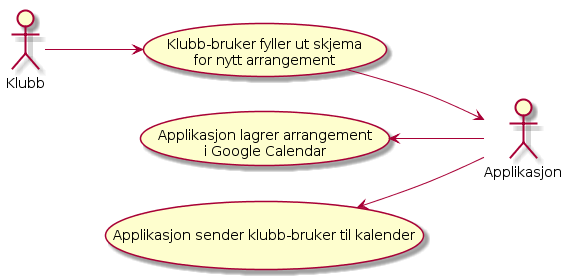 Klubb
Klubb-bruker fyller ut skjema
for nytt arrangement
Applikasjon lagrer arrangement
i Google Calendar
Applikasjon
Applikasjon sender klubb-bruker til kalender